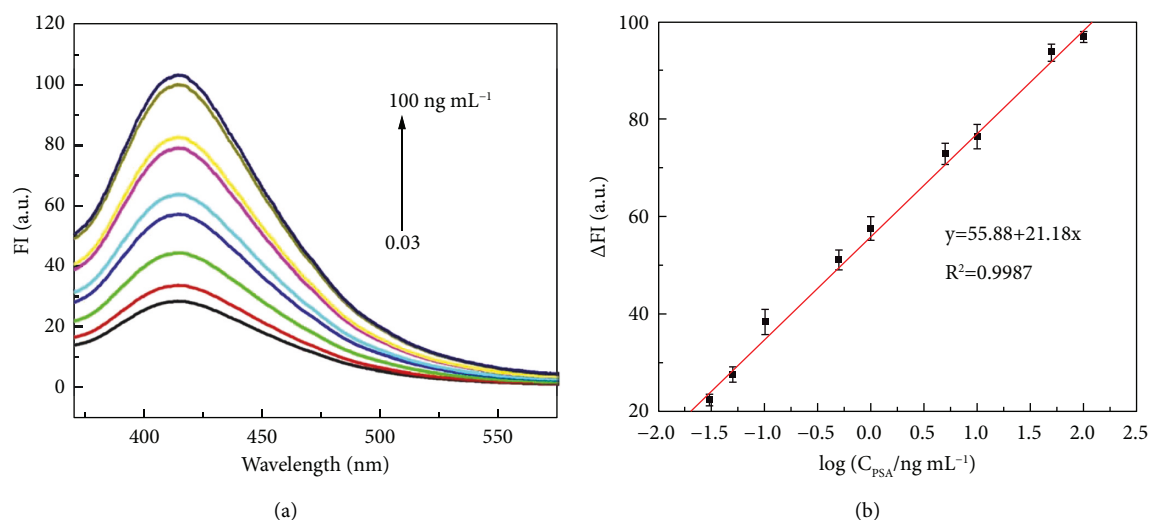 120
100
80
60
40
20
0
FI (a.u.)
100 ng mL⁻¹
0.03
400
450
500
550
Wavelength (nm)
(a)
100
80
60
40
20
ΔFI (a.u.)
y=55.88+21.18x
R²=0.9987
−2.0 −1.5 −1.0 −0.5 0.0 0.5 1.0 1.5 2.0 2.5
log (C_PSA/ng mL⁻¹)
(b)